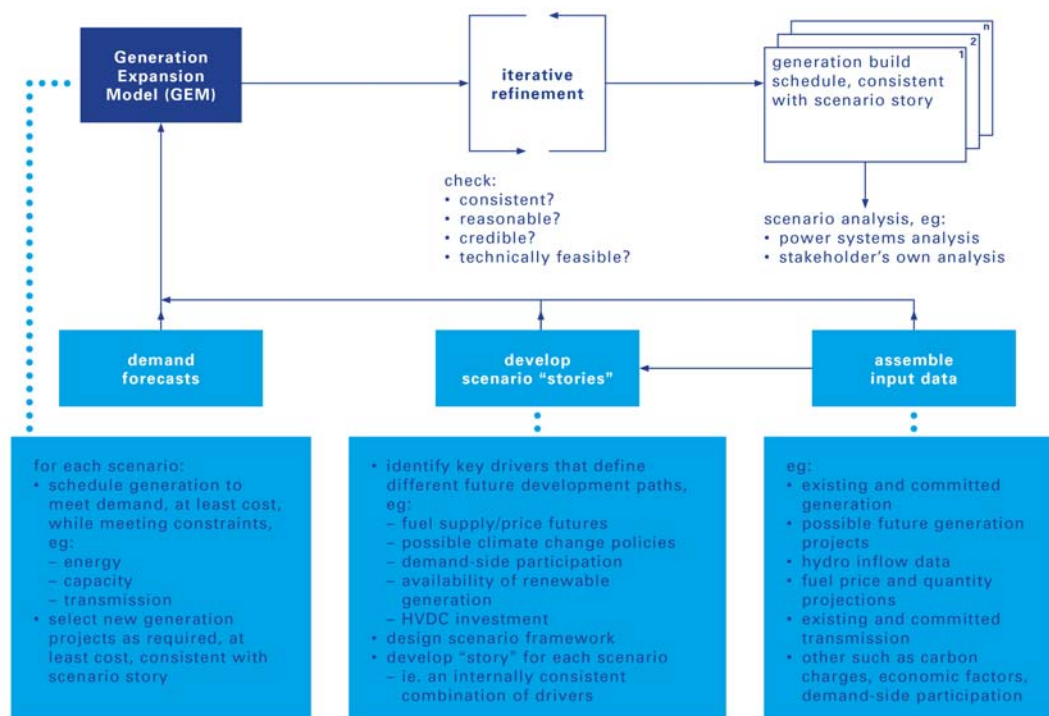 Generation
Expansion
Model (GEM)
iterative
refinement
n
2
1
generation build
schedule, consistent
with scenario story
check:
• consistent?
• reasonable?
• credible?
• technically feasible?
scenario analysis, eg:
• power systems analysis
• stakeholder's own analysis
demand
forecasts
develop
scenario “stories”
assemble
input data
for each scenario:
• schedule generation to
meet demand, at least cost,
while meeting constraints,
eg:
– energy
– capacity
– transmission
• select new generation
projects as required, at
least cost, consistent with
scenario story
• identify key drivers that define
different future development paths,
eg:
– fuel supply/price futures
– possible climate change policies
– demand-side participation
– availability of renewable
generation
– HVDC investment
• design scenario framework
• develop “story” for each scenario
– ie. an internally consistent
combination of drivers
eg:
• existing and committed
generation
• possible future generation
projects
• hydro inflow data
• fuel price and quantity
projections
• existing and committed
transmission
• other such as carbon
charges, economic factors,
demand-side participation